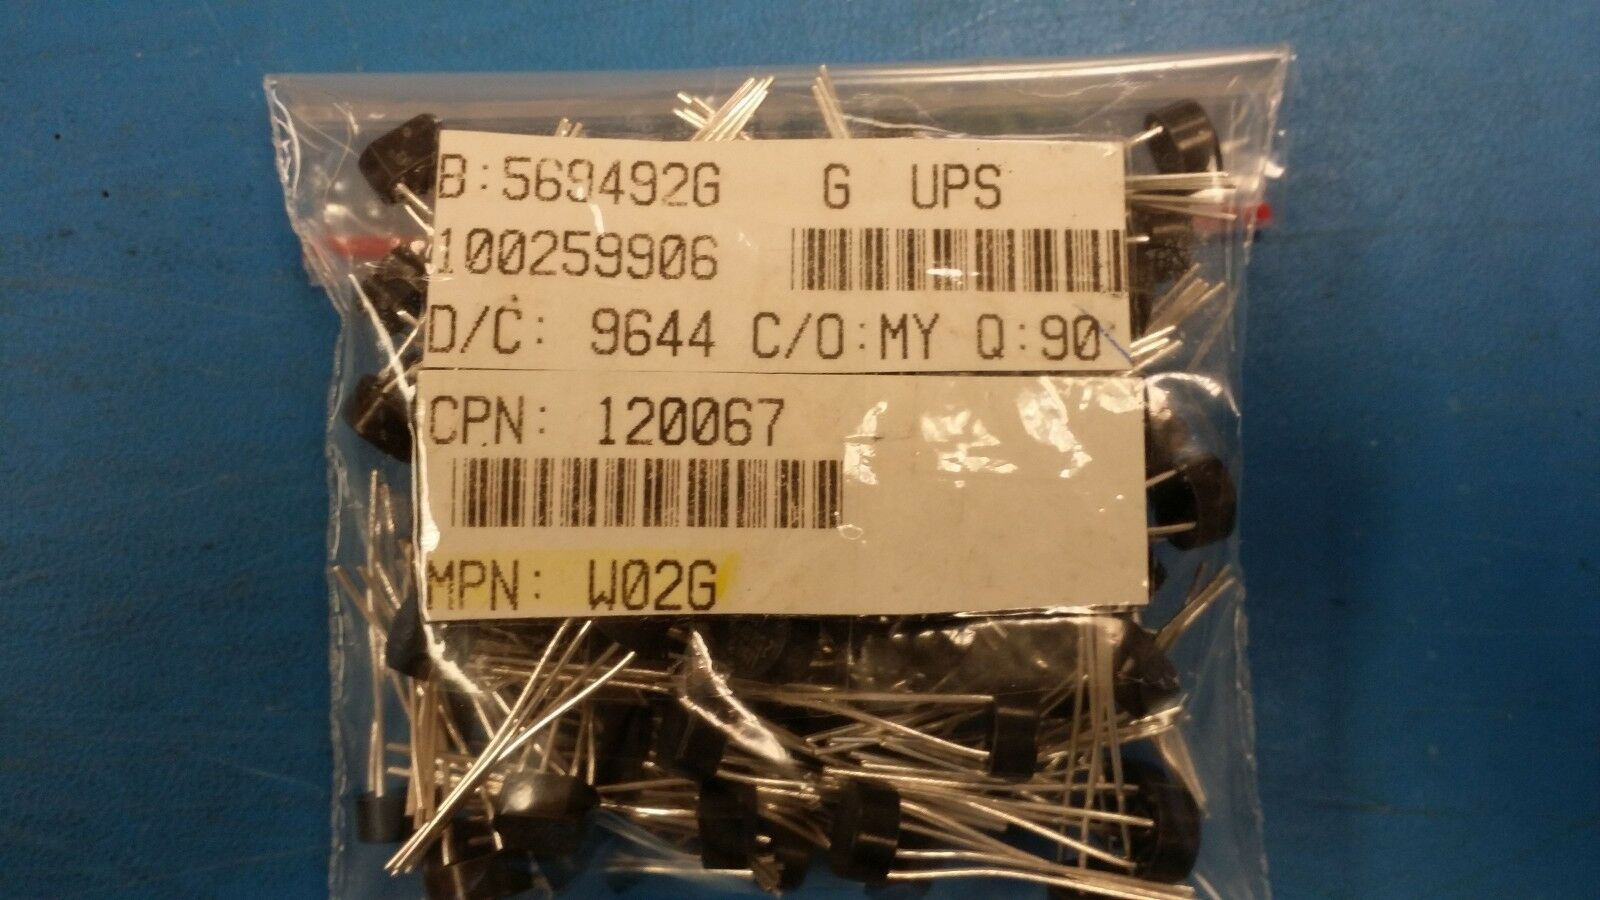 B:569492G G UPS
100259906
D/C: 9644 C/O:MY Q:90
CPN: 120067
MPN: W02G